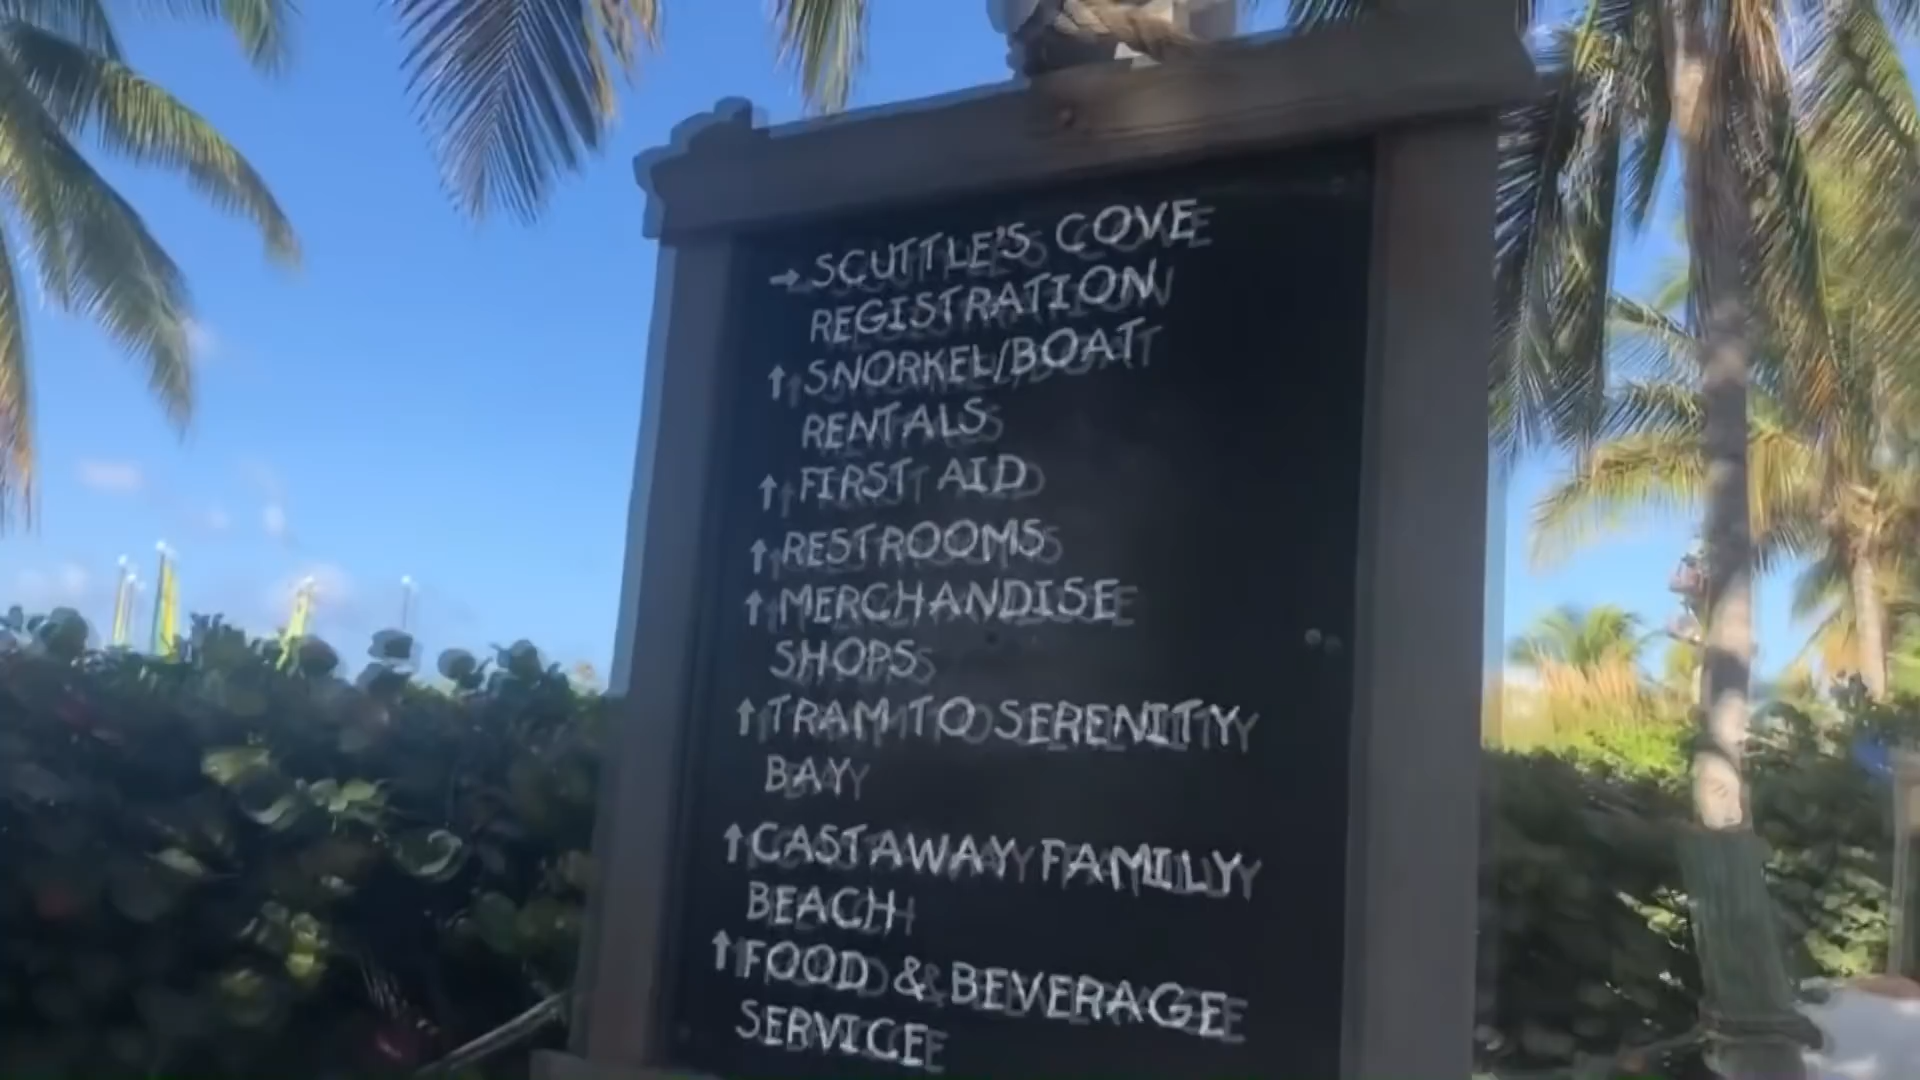 → SCUTTLE'S COVE
REGISTRATION
↑ SNORKEL/BOAT
RENTALS
↑ FIRST AID
↑ RESTROOMS
↑ MERCHANDISE
SHOPS
↑ TRAM TO SERENITY
BAY
↑ CASTAWAY FAMILY
BEACH
↑ FOOD & BEVERAGE
SERVICE